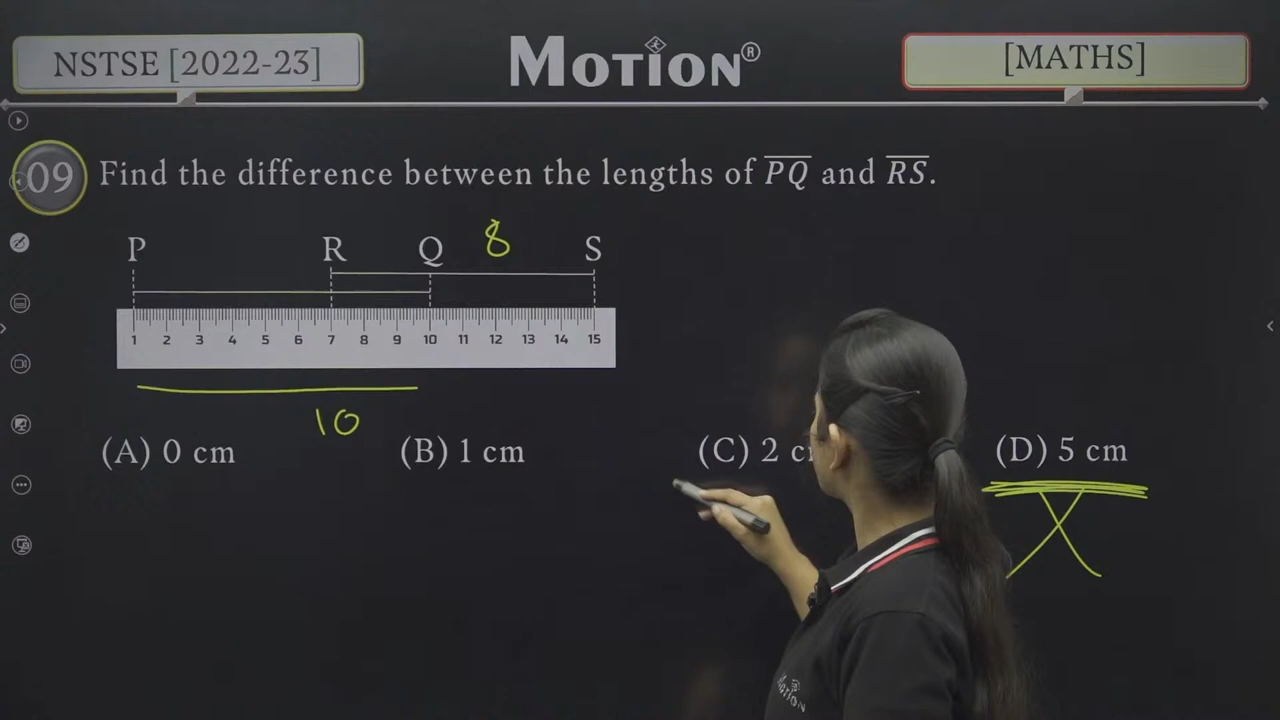 NSTSE [2022-23]
MOTION®
[MATHS]
09 Find the difference between the lengths of PQ and RS.
8
P R Q S
1 2 3 4 5 6 7 8 9 10 11 12 13 14 15
10
(A) 0 cm (B) 1 cm (C) 2 (D) 5 cm
X
MOTION